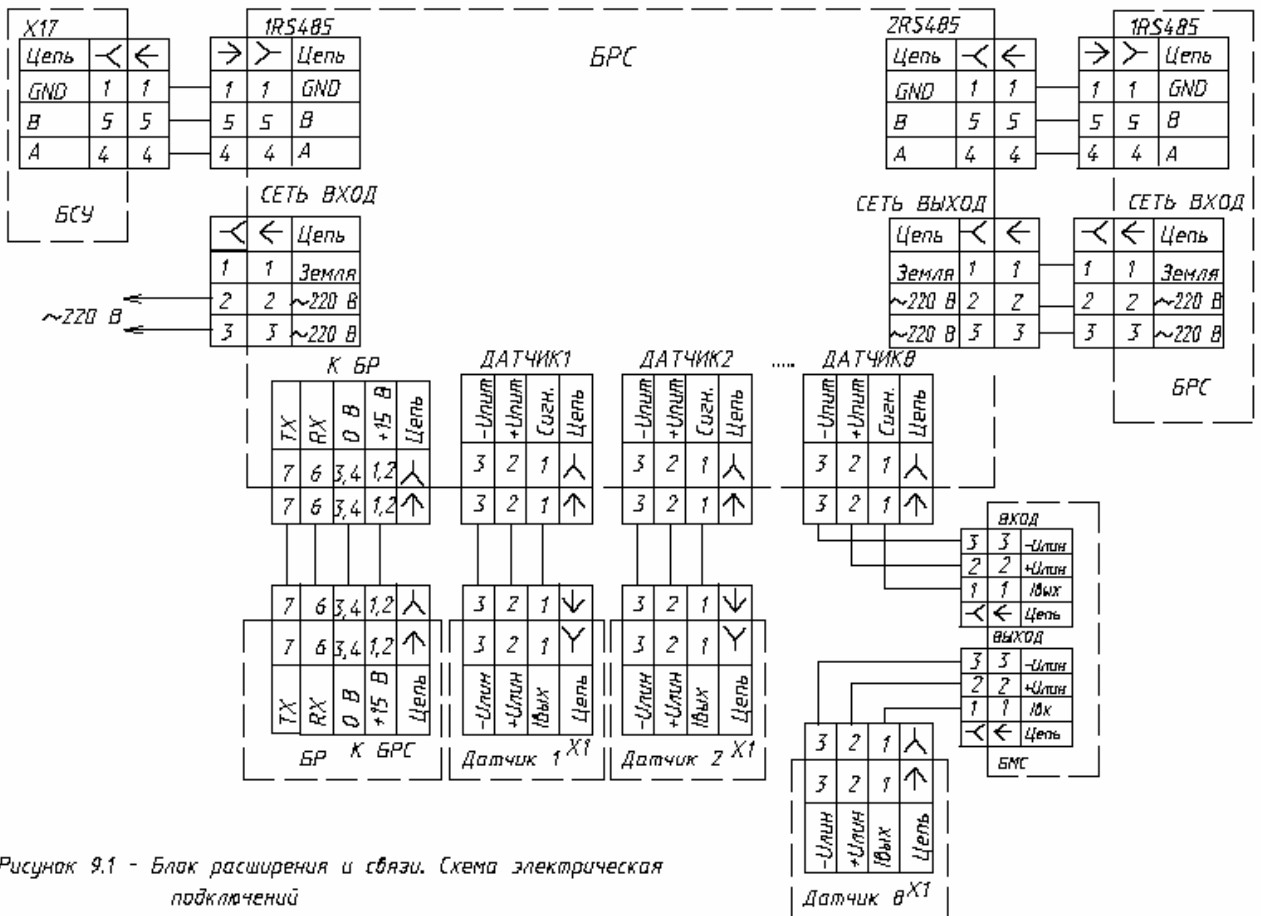 X17
Цепь
GND 1 1
В 5 5
А 4 4
БСУ
1RS485
Цепь
1 1 GND
5 5 В
4 4 А
БРС
2RS485
Цепь
GND 1 1
В 5 5
А 4 4
1RS485
Цепь
1 1 GND
5 5 В
4 4 А
СЕТЬ ВХОД
Цепь
1 1 Земля
2 2 ~220 В
3 3 ~220 В
~220 В
СЕТЬ ВЫХОД
Цепь
Земля 1 1
~220 В 2 2
~220 В 3 3
СЕТЬ ВХОД
Цепь
1 1 Земля
2 2 ~220 В
3 3 ~220 В
БРС
К БР
TX RX 0 В +15 В Цепь
7 6 3,4 1,2
7 6 3,4 1,2
ДАТЧИК1
-Uпит +Uпит Сигн. Цепь
3 2 1
3 2 1
ДАТЧИК2
-Uпит +Uпит Сигн. Цепь
3 2 1
3 2 1
.....
ДАТЧИК8
-Uпит +Uпит Сигн. Цепь
3 2 1
3 2 1
7 6 3,4 1,2
7 6 3,4 1,2
TX RX 0 В +15 В Цепь
БР К БРС
3 2 1
3 2 1
-Uлин +Uлин Iвых Цепь
Датчик 1 X1
3 2 1
3 2 1
-Uлин +Uлин Iвых Цепь
Датчик 2 X1
ВХОД
3 3 -Uлин
2 2 +Uлин
1 1 Iвых
Цепь
ВЫХОД
3 3 -Uлин
2 2 +Uлин
1 1 Iвх
Цепь
БМС
3 2 1
3 2 1
-Uлин +Uлин Iвых Цепь
Датчик 8 X1
Рисунок 9.1 - Блок расширения и связи. Схема электрическая
подключений